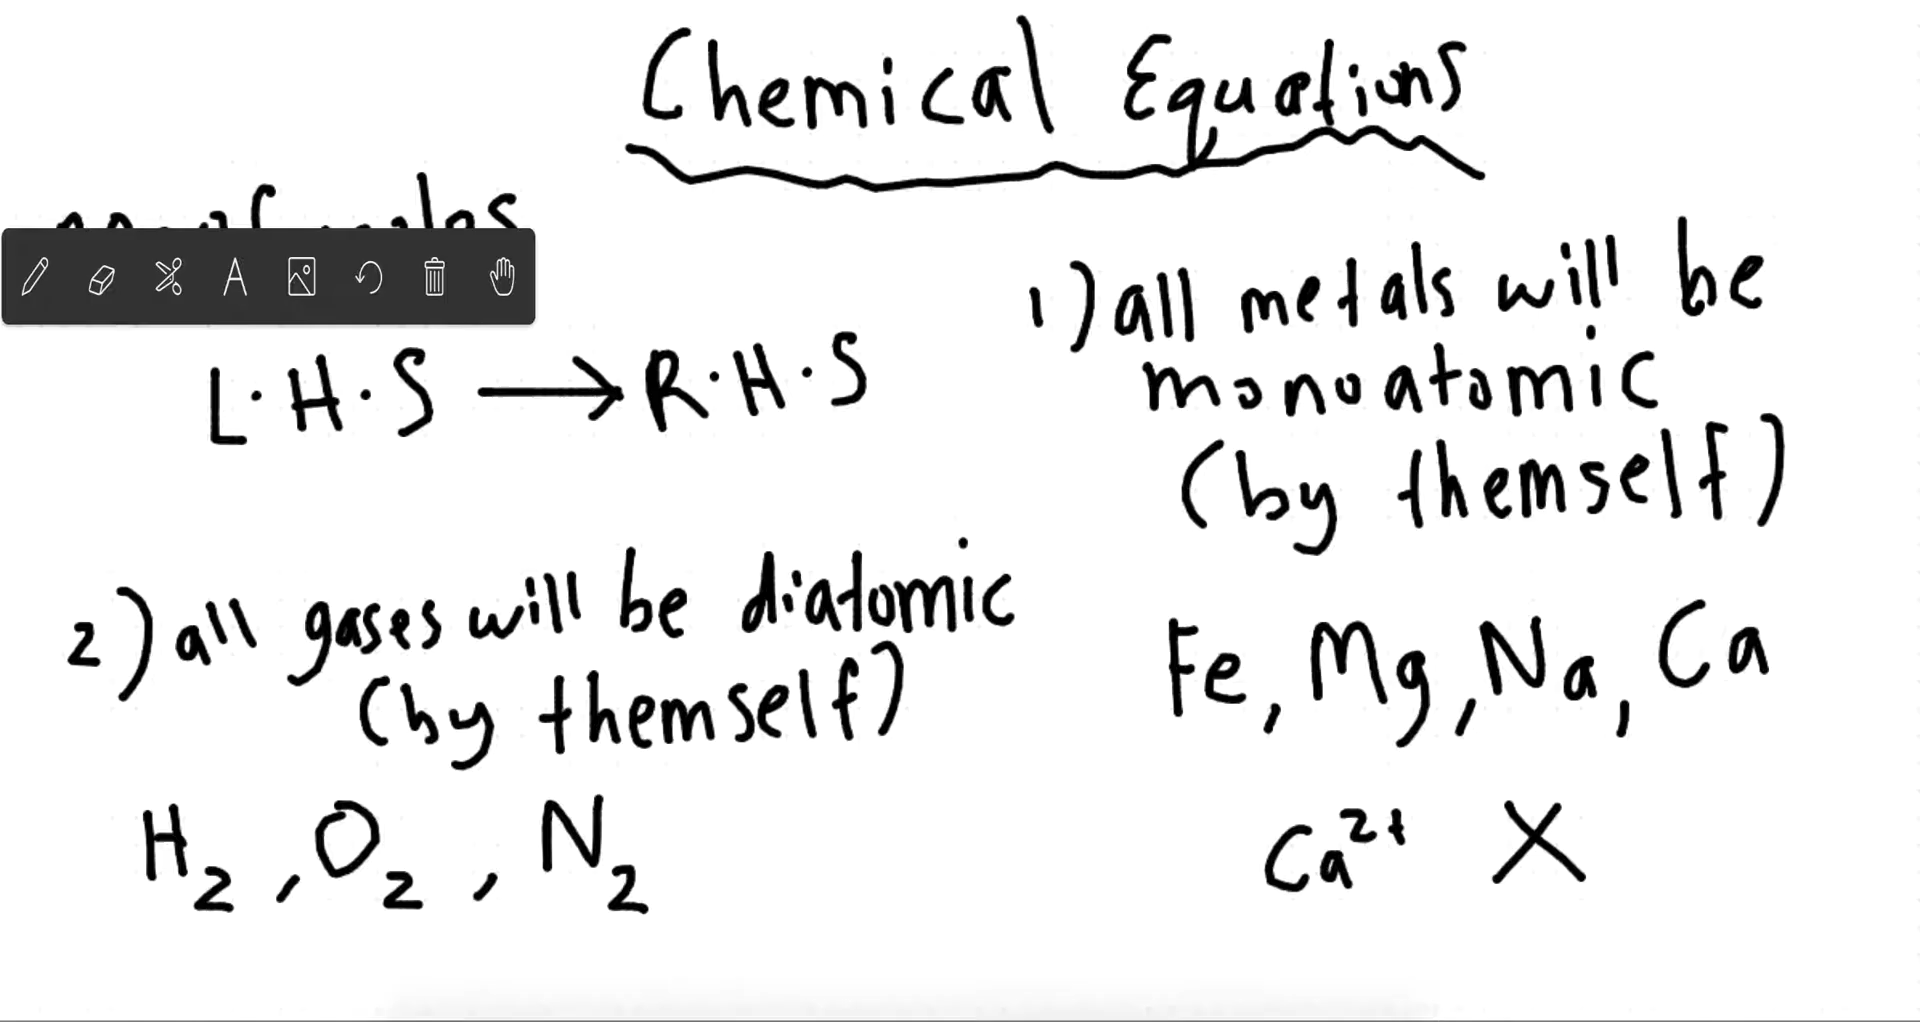 Chemical Equations
L.H.S → R.H.S
1) all metals will be
monoatomic
(by themself)
Fe, Mg, Na, Ca
Ca²⁺ X
2) all gases will be diatomic
(by themself)
H₂, O₂, N₂